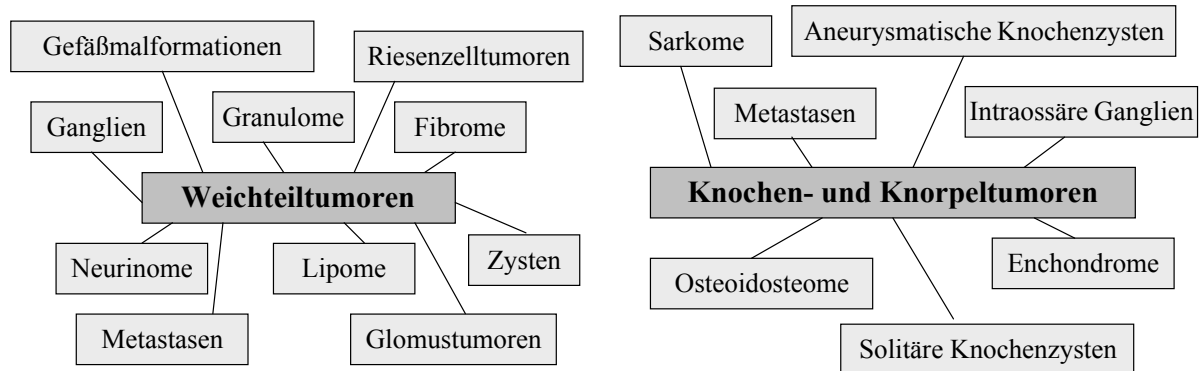 Gefäßmalformationen
Riesenzelltumoren
Ganglien
Granulome
Fibrome
Weichteiltumoren
Neurinome
Lipome
Zysten
Metastasen
Glomustumoren
Sarkome
Aneurysmatische Knochenzysten
Metastasen
Intraossäre Ganglien
Knochen- und Knorpeltumoren
Osteoidosteome
Enchondrome
Solitäre Knochenzysten